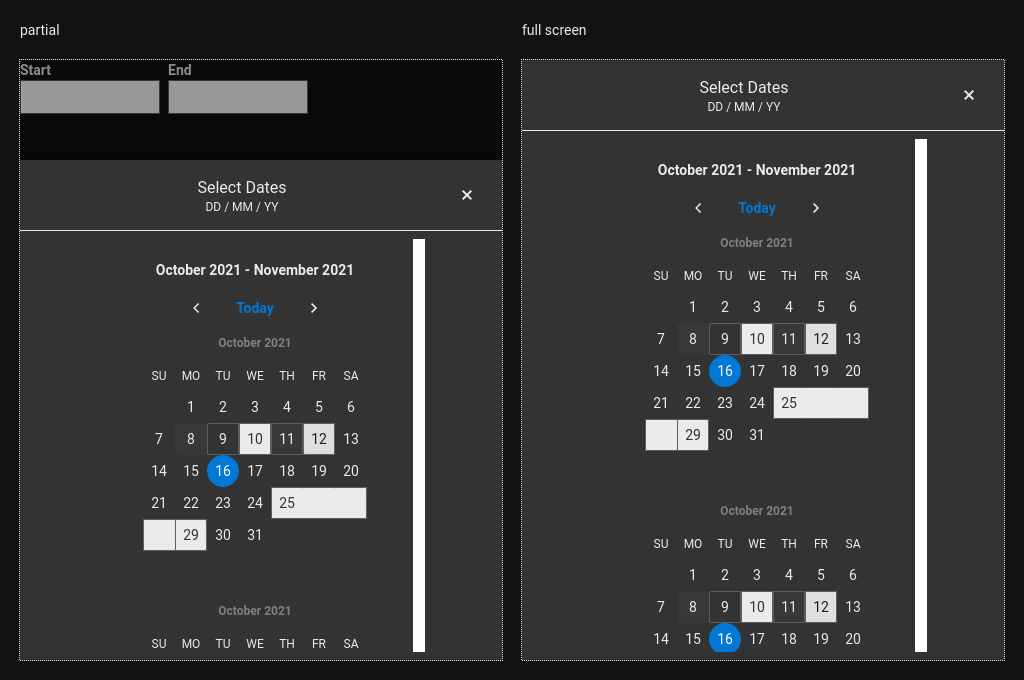 partial
Start End
Select Dates
DD / MM / YY
×
October 2021 - November 2021
Today
October 2021
SU MO TU WE TH FR SA
1 2 3 4 5 6
7 8 9 10 11 12 13
14 15 16 17 18 19 20
21 22 23 24 25
29 30 31
October 2021
SU MO TU WE TH FR SA
full screen
Select Dates
DD / MM / YY
×
October 2021 - November 2021
Today
October 2021
SU MO TU WE TH FR SA
1 2 3 4 5 6
7 8 9 10 11 12 13
14 15 16 17 18 19 20
21 22 23 24 25
29 30 31
October 2021
SU MO TU WE TH FR SA
1 2 3 4 5 6
7 8 9 10 11 12 13
14 15 16 17 18 19 20